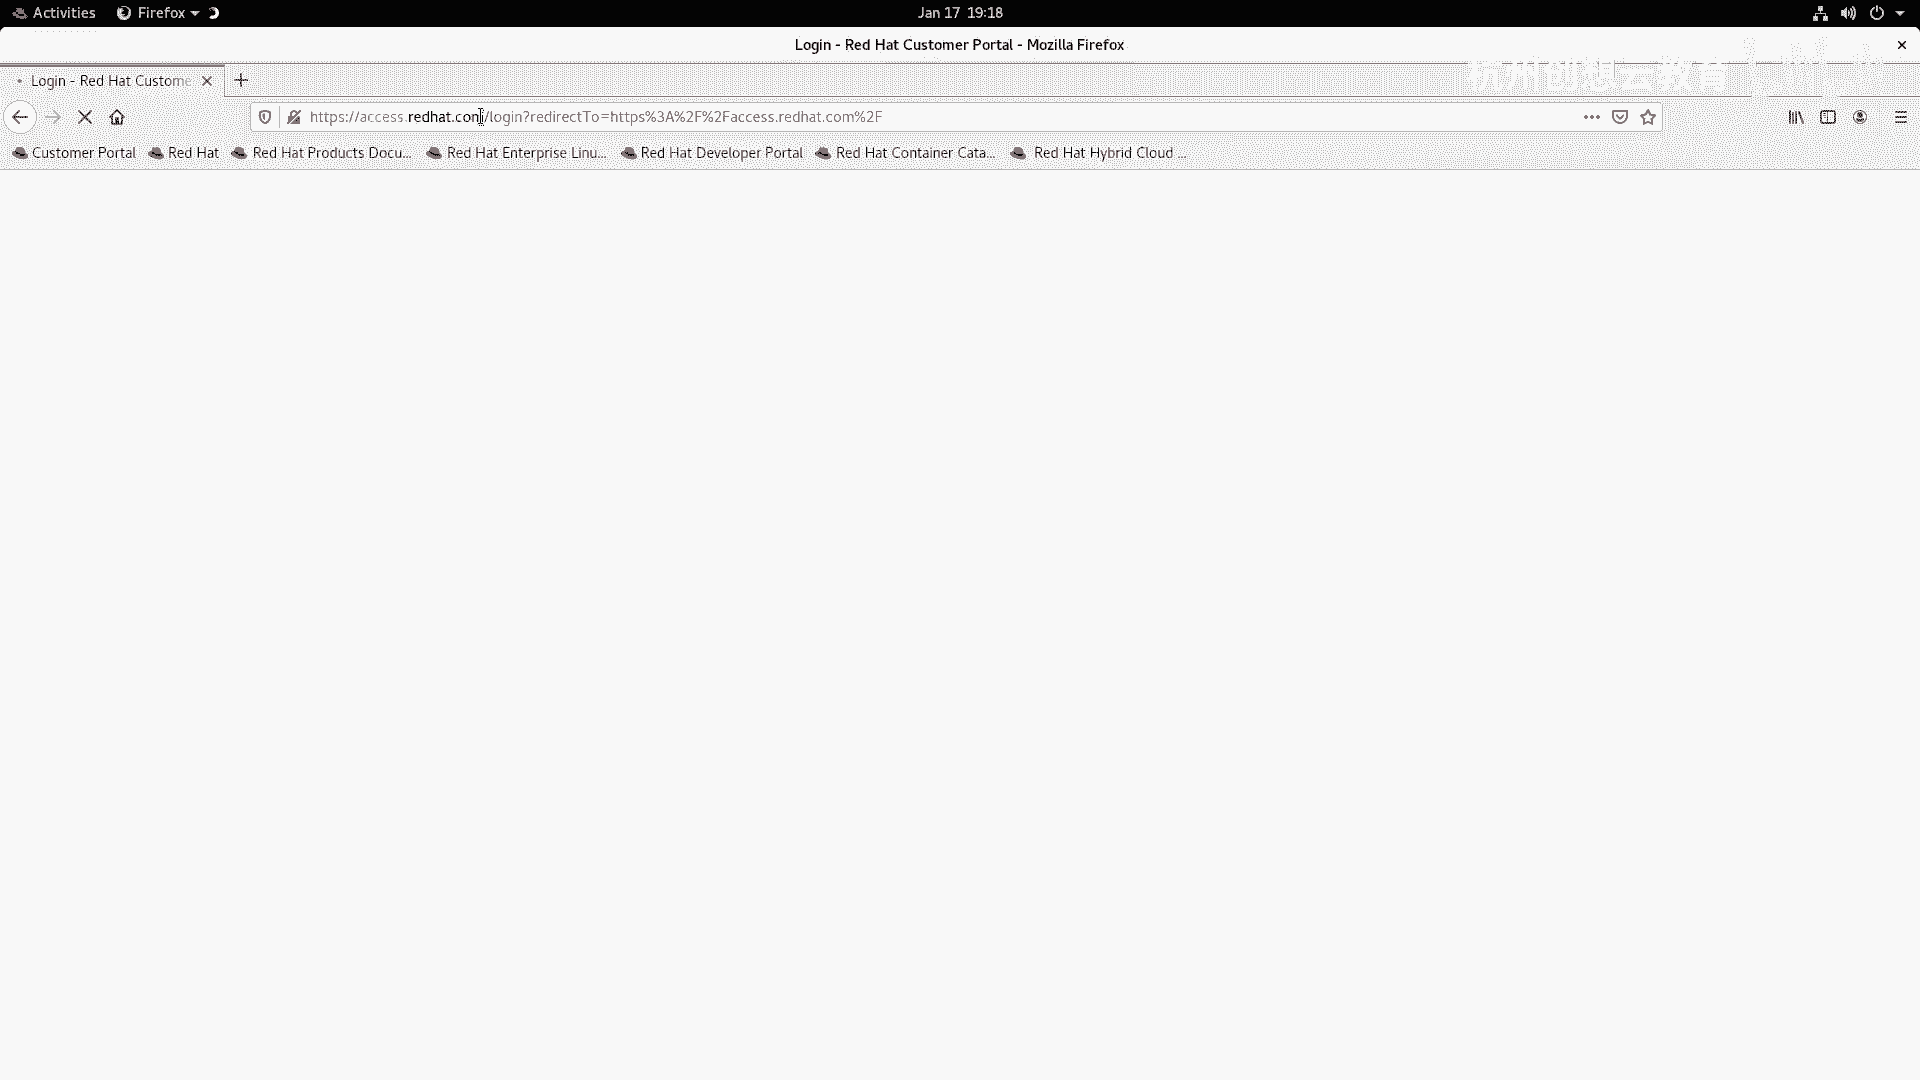 Activities Firefox Jan 17 19:18
Login - Red Hat Customer Portal - Mozilla Firefox
Login - Red Hat Custome
杭州创想云教育
https://access.redhat.com/login?redirectTo=https%3A%2F%2Faccess.redhat.com%2F
Customer Portal Red Hat Red Hat Products Docu... Red Hat Enterprise Linu... Red Hat Developer Portal Red Hat Container Cata... Red Hat Hybrid Cloud ...